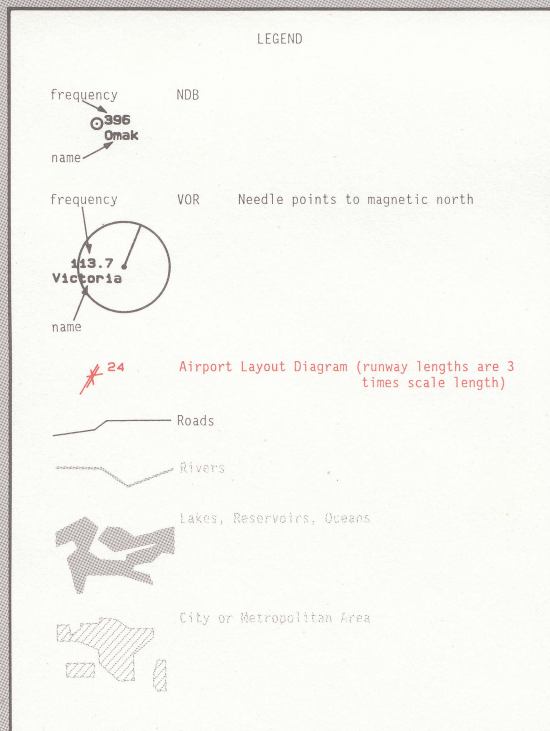 LEGEND
frequency NDB
396
Omak
name
frequency VOR Needle points to magnetic north
113.7
Victoria
name
24 Airport Layout Diagram (runway lengths are 3
times scale length)
Roads
Rivers
Lakes, Reservoirs, Oceans
City or Metropolitan Area